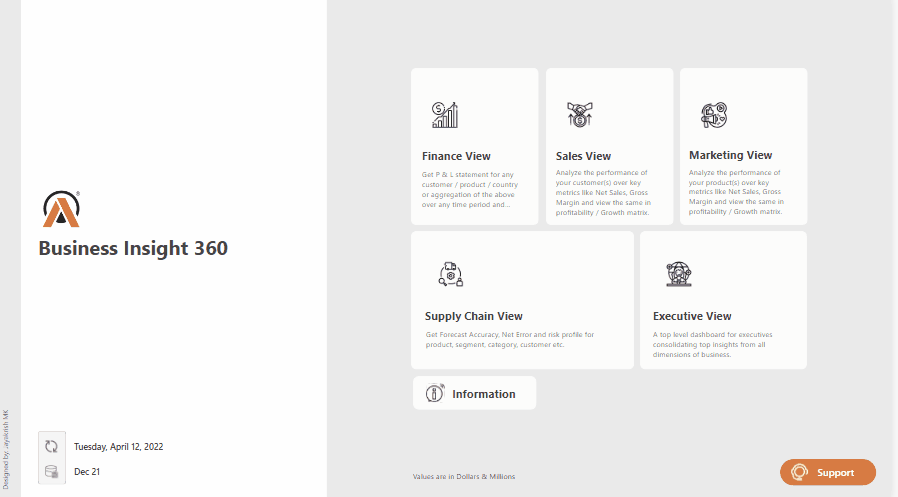 Business Insight 360
Tuesday, April 12, 2022
Dec 21
Finance View
Get P & L statement for any
customer / product / country
or aggregation of the above
over any time period and...
Sales View
Analyze the performance of
your customer(s) over key
metrics like Net Sales, Gross
Margin and view the same in
profitability / Growth matrix.
Marketing View
Analyze the performance of
your product(s) over key
metrics like Net Sales, Gross
Margin and view the same in
profitability / Growth matrix.
Supply Chain View
Get Forecast Accuracy, Net Error and risk profile for
product, segment, category, customer etc.
Executive View
A top level dashboard for executives
consolidating top insights from all
dimensions of business.
Information
Values are in Dollars & Millions
Support
Designed by: MK